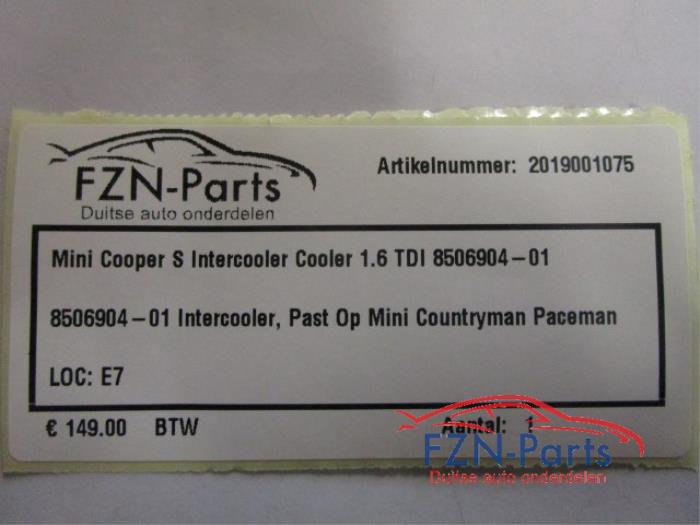 FZN-Parts
Duitse auto onderdelen
Artikelnummer: 2019001075
Mini Cooper S Intercooler Cooler 1.6 TDI 8506904-01
8506904-01 Intercooler, Past Op Mini Countryman Paceman
LOC: E7
€ 149.00 BTW Aantal: 1
FZN-Parts
Duitse auto onderdelen